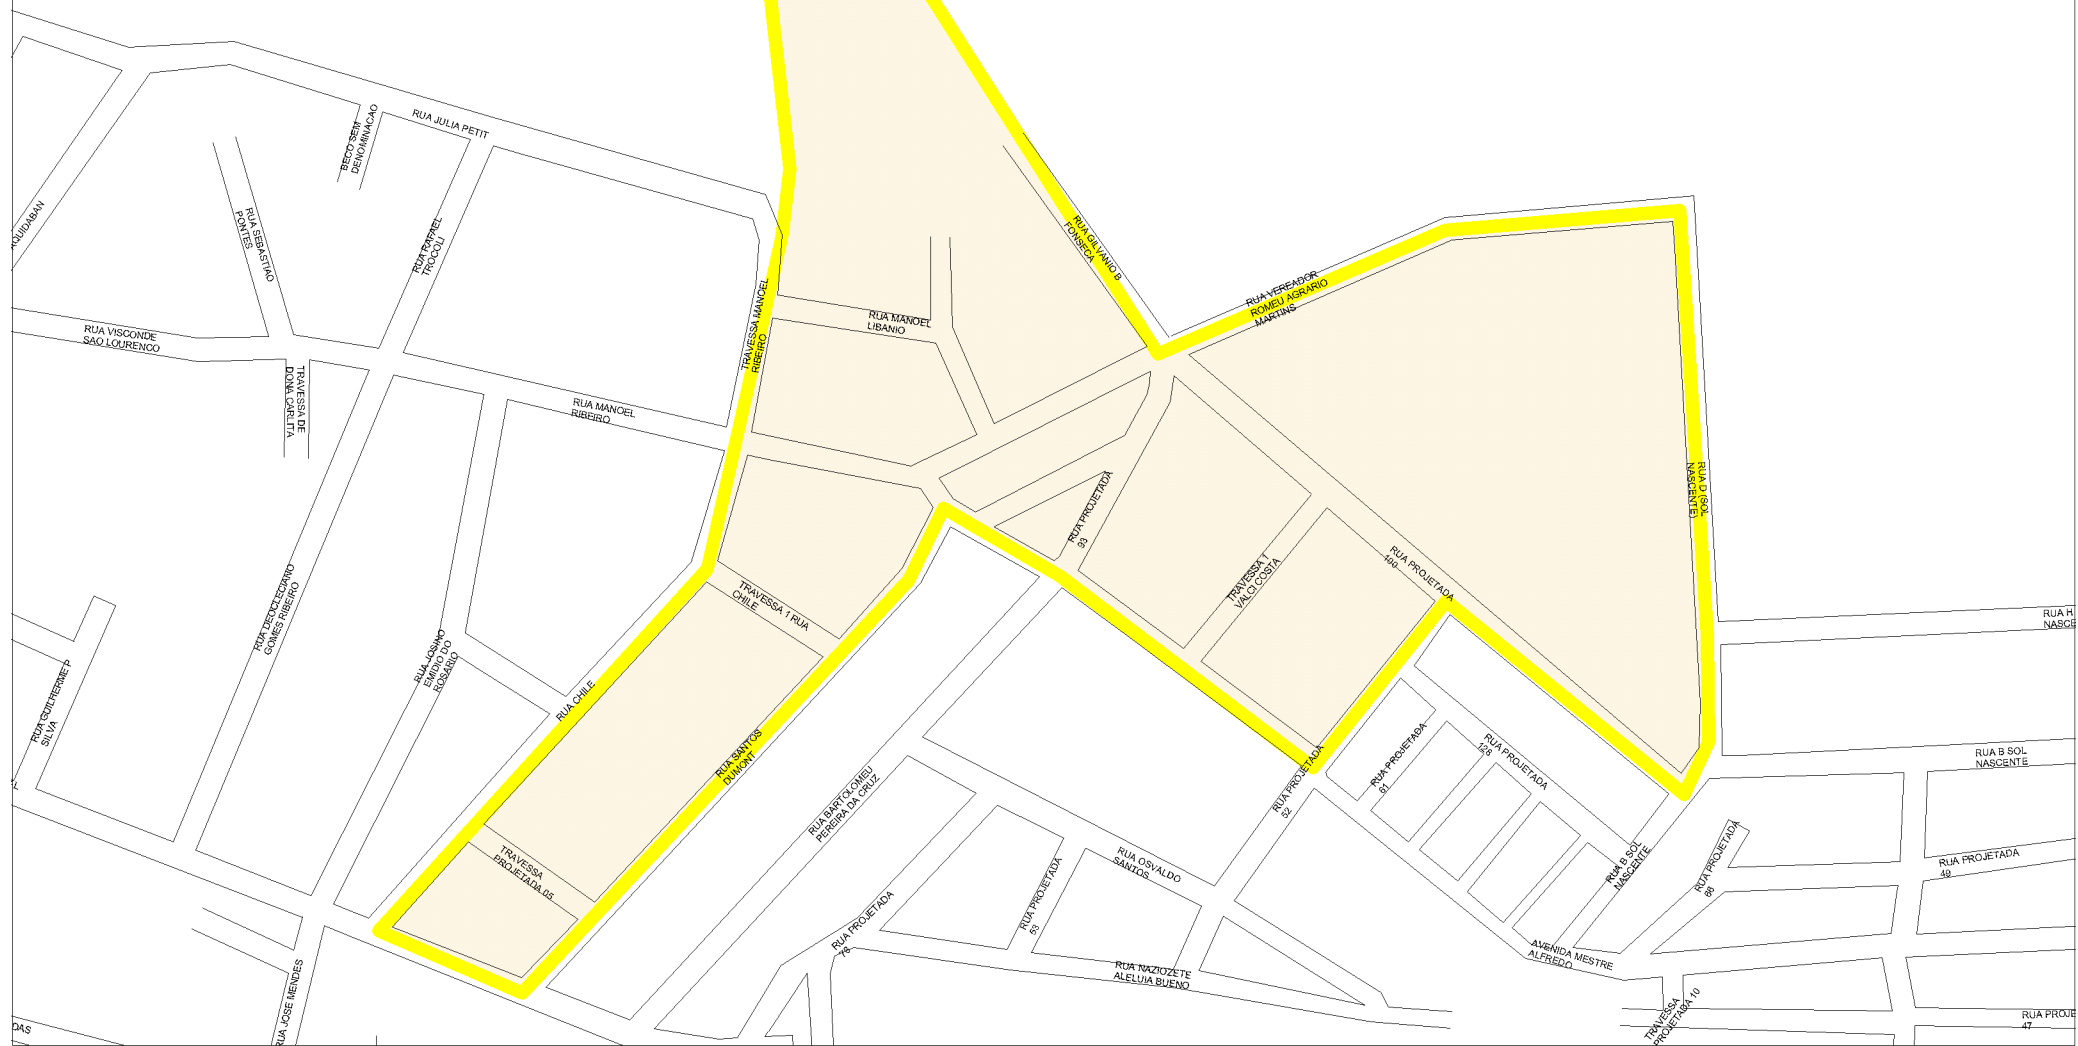 RUA JULIA PETIT
BECO SEM
DENOMINACAO
RUA SEBASTIAO
PONTES
RUA RAFAEL
TROCOLI
RUA GILVANIO B
FONSECA
RUA VEREADOR
ROMEU AGRARIO
MARTINS
RUA VISCONDE
SAO LOURENCO
TRAVESSA MANOEL
RIBEIRO
RUA MANOEL
LIBANIO
TRAVESSA DE
DONA CARLITA
RUA MANOEL
RIBEIRO
RUA D (SOL
NASCENTE)
RUA PROJETADA
93
RUA PROJETADA
100
TRAVESSA 1
VALCI COSTA
TRAVESSA 1 RUA
CHILE
RUA DEOCLECIANO
GOMES RIBEIRO
RUA JOSINO
EMIDIO DO
ROSARIO
RUA H
NASCE
RUA GUILHERME P
SILVA
RUA CHILE
RUA SANTOS
DUMONT
RUA BARTOLOMEU
PEREIRA DA CRUZ
RUA PROJETADA
52
RUA PROJETADA
61
RUA PROJETADA
126
RUA B SOL
NASCENTE
TRAVESSA
PROJETADA 05
RUA OSVALDO
SANTOS
RUA B SOL
NASCENTE
RUA PROJETADA
66
RUA PROJETADA
49
RUA PROJETADA
53
RUA PROJETADA
78
RUA NAZIOZETE
ALELUIA BUENO
AVENIDA MESTRE
ALFREDO
RUA JOSE MENDES
TRAVESSA
PROJETADA 10
RUA PROJE
47
DAS